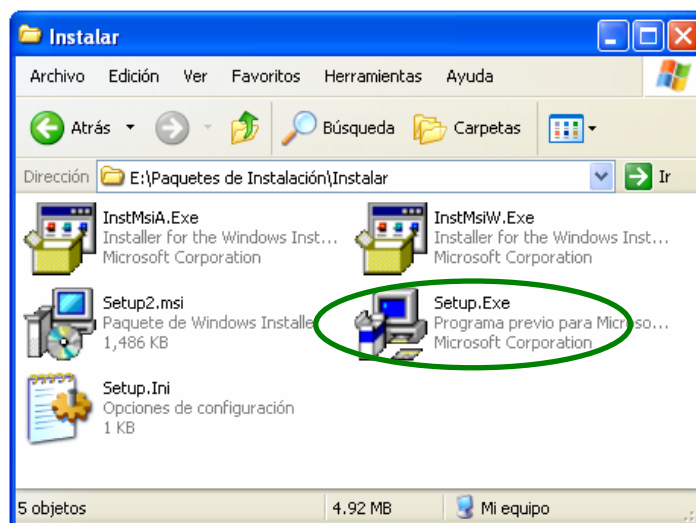 Instalar
Archivo Edición Ver Favoritos Herramientas Ayuda
Atrás Búsqueda Carpetas
Dirección E:\Paquetes de Instalación\Instalar Ir
InstMsiA.Exe
Installer for the Windows Inst...
Microsoft Corporation
InstMsiW.Exe
Installer for the Windows Inst...
Microsoft Corporation
Setup2.msi
Paquete de Windows Installe
1,486 KB
Setup.Exe
Programa previo para Microso...
Microsoft Corporation
Setup.Ini
Opciones de configuración
1 KB
5 objetos 4.92 MB Mi equipo